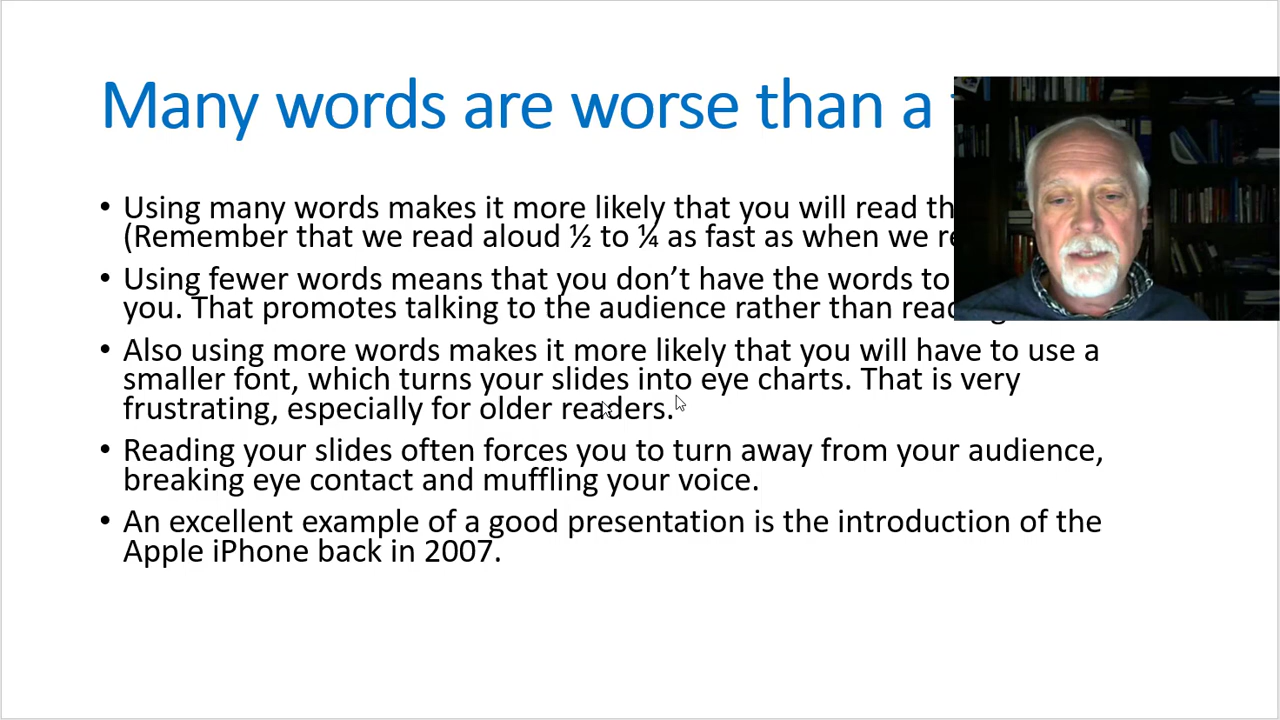 Many words are worse than a
• Using many words makes it more likely that you will read
(Remember that we read aloud ½ to ¼ as fast as when we
• Using fewer words means that you don’t have the words to
you. That promotes talking to the audience rather than
• Also using more words makes it more likely that you will have to use a
smaller font, which turns your slides into eye charts. That is very
frustrating, especially for older readers.
• Reading your slides often forces you to turn away from your audience,
breaking eye contact and muffling your voice.
• An excellent example of a good presentation is the introduction of the
Apple iPhone back in 2007.